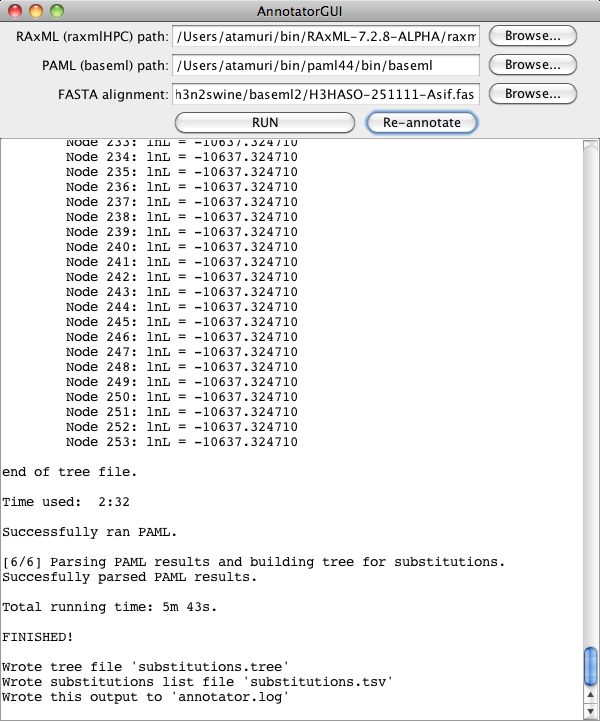 AnnotatorGUI
RAxML (raxmlHPC) path: /Users/atamuri/bin/RAxML-7.2.8-ALPHA/raxm Browse...
PAML (baseml) path: /Users/atamuri/bin/paml44/bin/baseml Browse...
FASTA alignment: h3n2swine/baseml2/H3HASO-251111-Asif.fas Browse...
RUN Re-annotate
Node 233: lnL = -10637.324710
Node 234: lnL = -10637.324710
Node 235: lnL = -10637.324710
Node 236: lnL = -10637.324710
Node 237: lnL = -10637.324710
Node 238: lnL = -10637.324710
Node 239: lnL = -10637.324710
Node 240: lnL = -10637.324710
Node 241: lnL = -10637.324710
Node 242: lnL = -10637.324710
Node 243: lnL = -10637.324710
Node 244: lnL = -10637.324710
Node 245: lnL = -10637.324710
Node 246: lnL = -10637.324710
Node 247: lnL = -10637.324710
Node 248: lnL = -10637.324710
Node 249: lnL = -10637.324710
Node 250: lnL = -10637.324710
Node 251: lnL = -10637.324710
Node 252: lnL = -10637.324710
Node 253: lnL = -10637.324710
end of tree file.
Time used:  2:32
Successfully ran PAML.
[6/6] Parsing PAML results and building tree for substitutions.
Succesfully parsed PAML results.
Total running time: 5m 43s.
FINISHED!
Wrote tree file 'substitutions.tree'
Wrote substitutions list file 'substitutions.tsv'
Wrote this output to 'annotator.log'